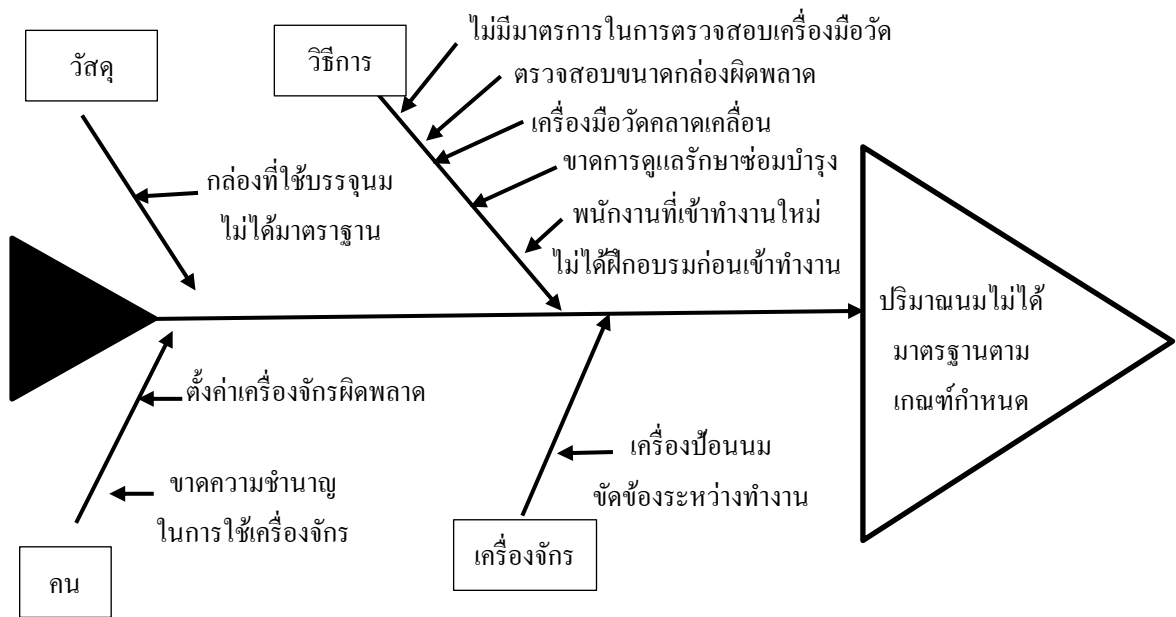 วัสดุ
กล่องที่ใช้บรรจุนม
ไม่ได้มาตราฐาน
วิธีการ
ไม่มีมาตรการในการตรวจสอบเครื่องมือวัด
ตรวจสอบขนาดกล่องผิดพลาด
เครื่องมือวัดคลาดเคลื่อน
ขาดการดูแลรักษาซ่อมบำรุง
พนักงานที่เข้าทำงานใหม่
ไม่ได้ฝึกอบรมก่อนเข้าทำงาน
ปริมาณนมไม่ได้
มาตรฐานตาม
เกณฑ์กำหนด
ตั้งค่าเครื่องจักรผิดพลาด
ขาดความชำนาญ
ในการใช้เครื่องจักร
คน
เครื่องป้อนนม
ขัดข้องระหว่างทำงาน
เครื่องจักร